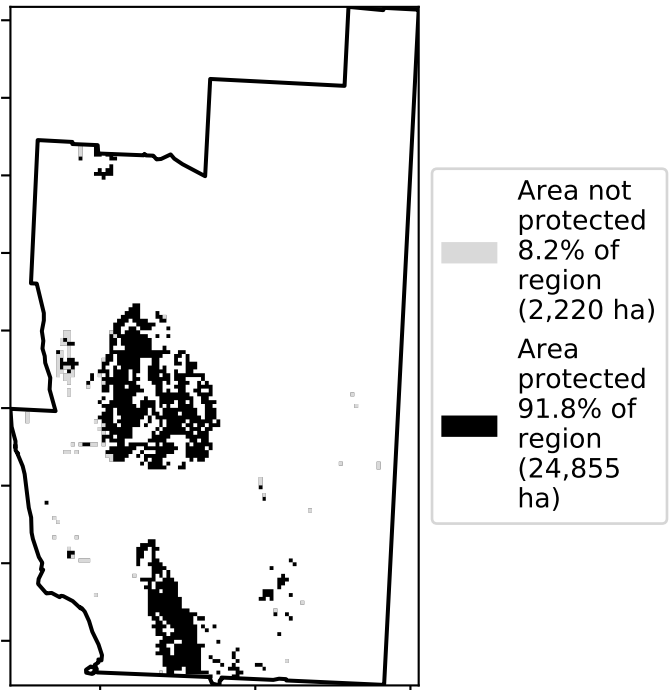 Area not
protected
8.2% of
region
(2,220 ha)
Area
protected
91.8% of
region
(24,855
ha)